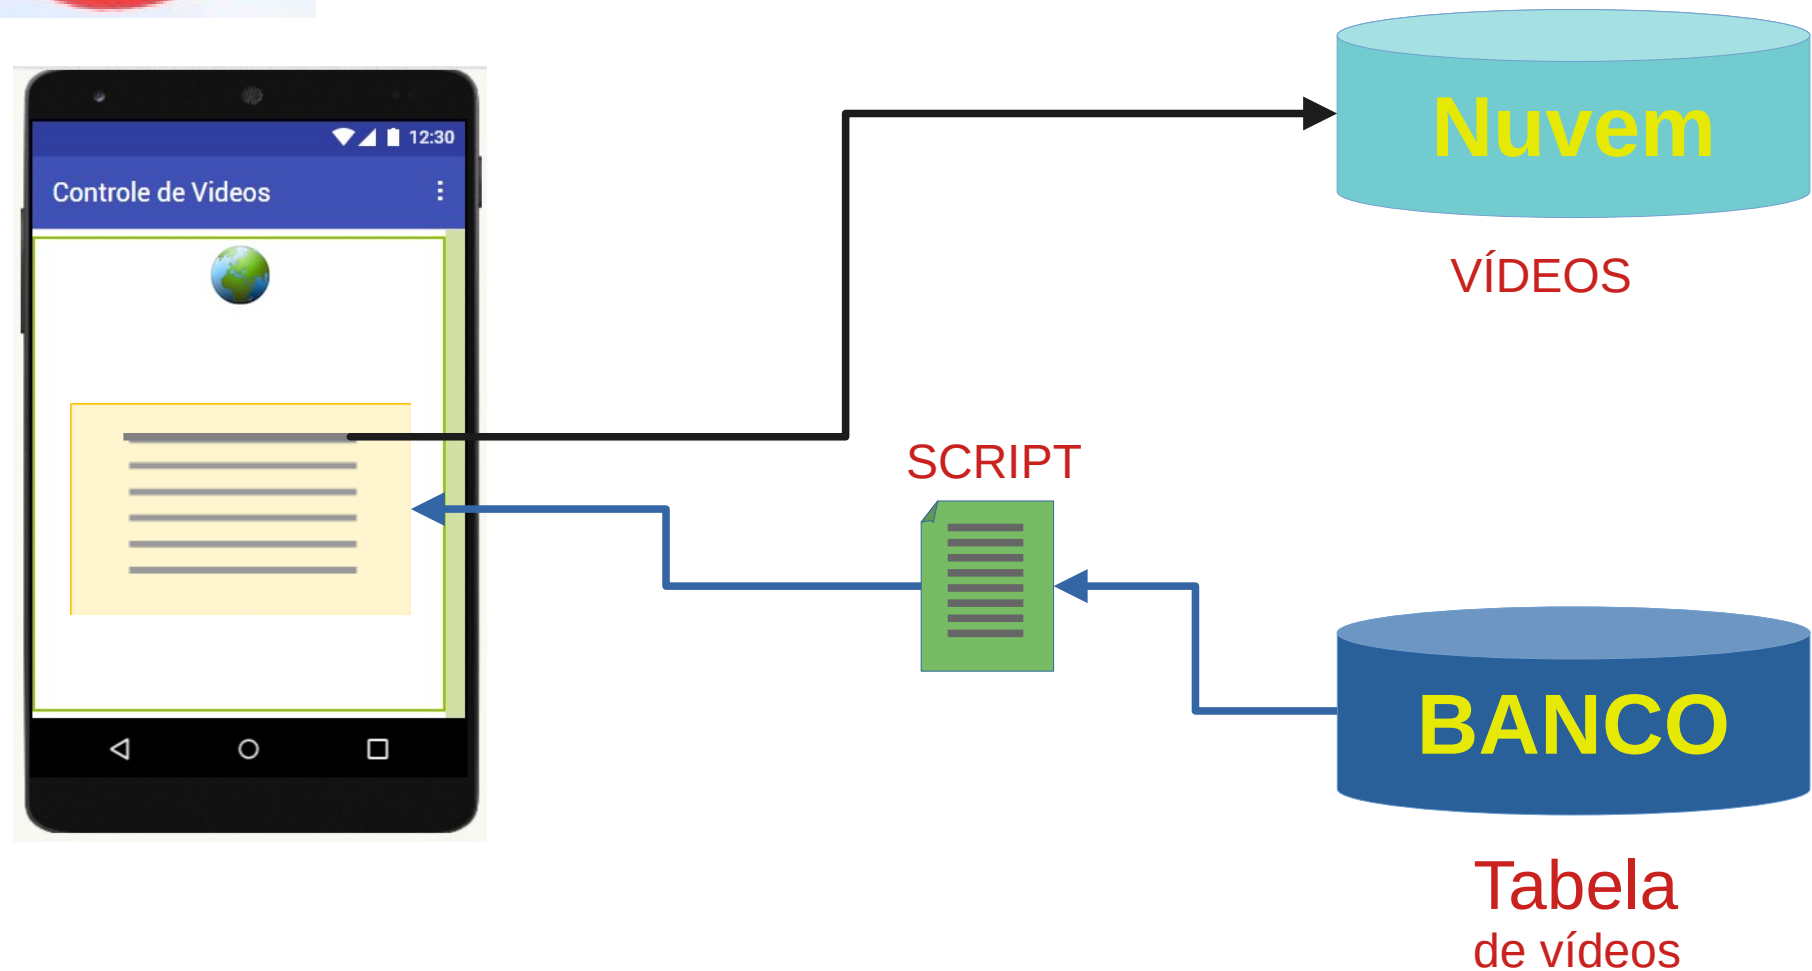 Nuvem
12:30
Controle de Videos
VÍDEOS
SCRIPT
BANCO
Tabela
de vídeos